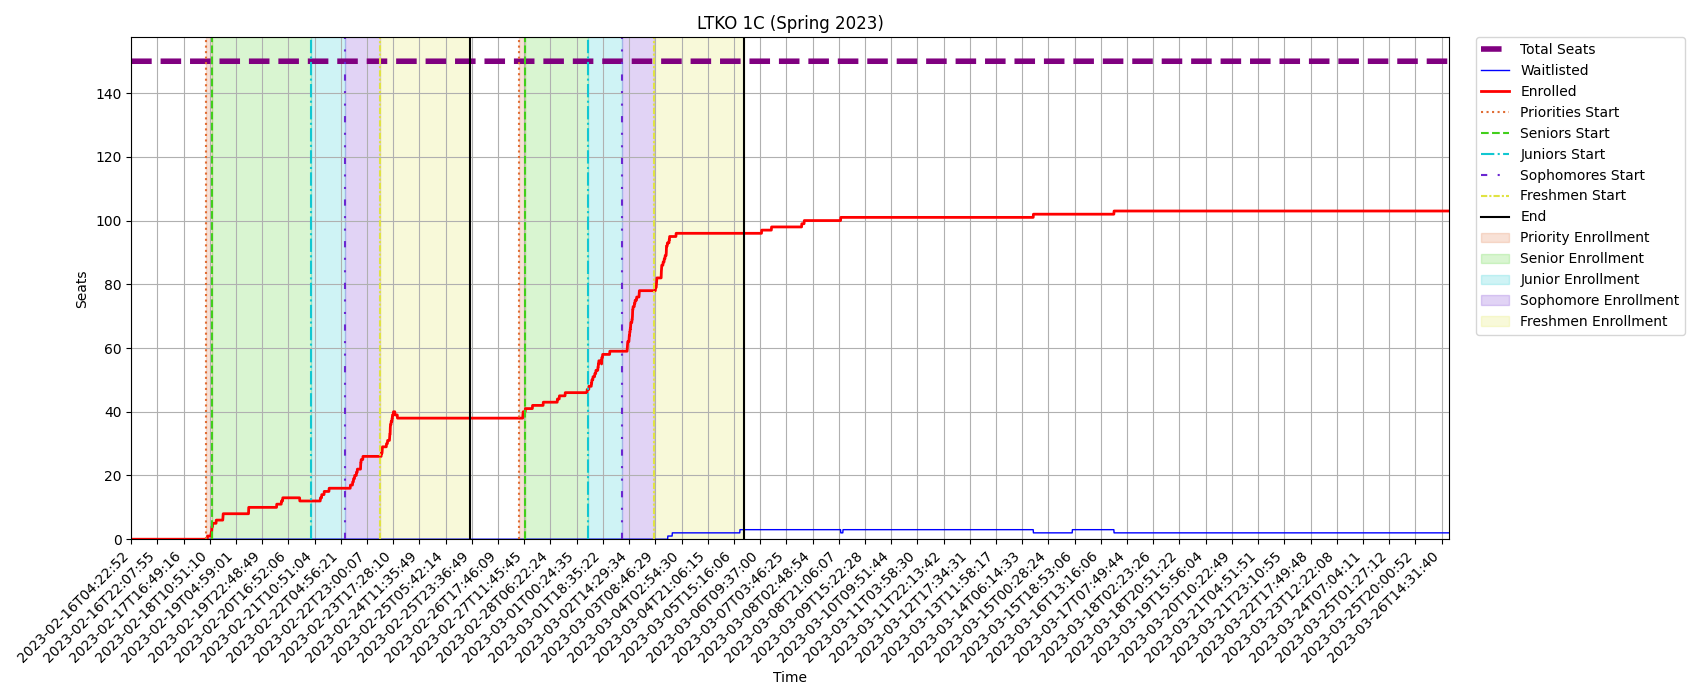 LTKO 1C (Spring 2023)
Total Seats
Waitlisted
Enrolled
Priorities Start
Seniors Start
Juniors Start
Sophomores Start
Freshmen Start
End
Priority Enrollment
Senior Enrollment
Junior Enrollment
Sophomore Enrollment
Freshmen Enrollment
Seats
140
120
100
80
60
40
20
0
2023-02-16T04:22:52
2023-02-16T22:07:55
2023-02-17T16:49:16
2023-02-18T10:51:10
2023-02-19T04:59:01
2023-02-19T22:48:49
2023-02-20T16:52:06
2023-02-21T10:51:04
2023-02-22T04:56:21
2023-02-22T23:00:07
2023-02-23T17:28:10
2023-02-24T11:35:49
2023-02-25T05:42:14
2023-02-25T23:36:49
2023-02-26T17:46:09
2023-02-27T11:45:45
2023-02-28T06:22:24
2023-03-01T00:24:35
2023-03-01T18:35:22
2023-03-02T14:29:34
2023-03-03T08:46:29
2023-03-04T02:54:30
2023-03-04T21:06:15
2023-03-05T15:16:06
2023-03-06T09:37:00
2023-03-07T03:46:25
2023-03-08T02:48:54
2023-03-08T21:06:07
2023-03-09T15:22:28
2023-03-10T09:51:44
2023-03-11T03:58:30
2023-03-11T22:13:42
2023-03-12T17:34:31
2023-03-13T11:58:17
2023-03-14T06:14:33
2023-03-15T00:28:24
2023-03-15T18:53:06
2023-03-16T13:16:06
2023-03-17T07:49:44
2023-03-18T02:23:26
2023-03-18T20:51:22
2023-03-19T15:56:04
2023-03-20T10:22:49
2023-03-21T04:51:51
2023-03-21T23:10:55
2023-03-22T17:49:48
2023-03-23T12:22:08
2023-03-24T07:04:11
2023-03-25T01:27:12
2023-03-25T20:00:52
2023-03-26T14:31:40
Time